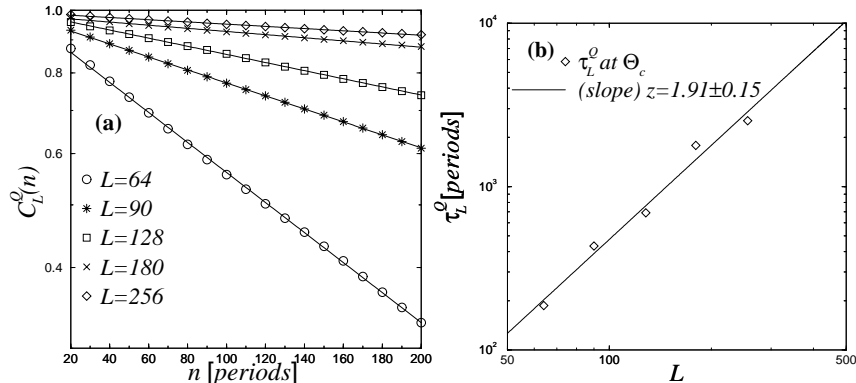 1.0
0.8
0.6
0.4
C_L^Q(n)
(a)
L=64
L=90
L=128
L=180
L=256
20 40 60 80 100 120 140 160 180 200
n [periods]
10^4
10^3
10^2
τ_L^Q [periods]
(b)
τ_L^Q at Θ_c
(slope) z=1.91±0.15
50 100 500
L